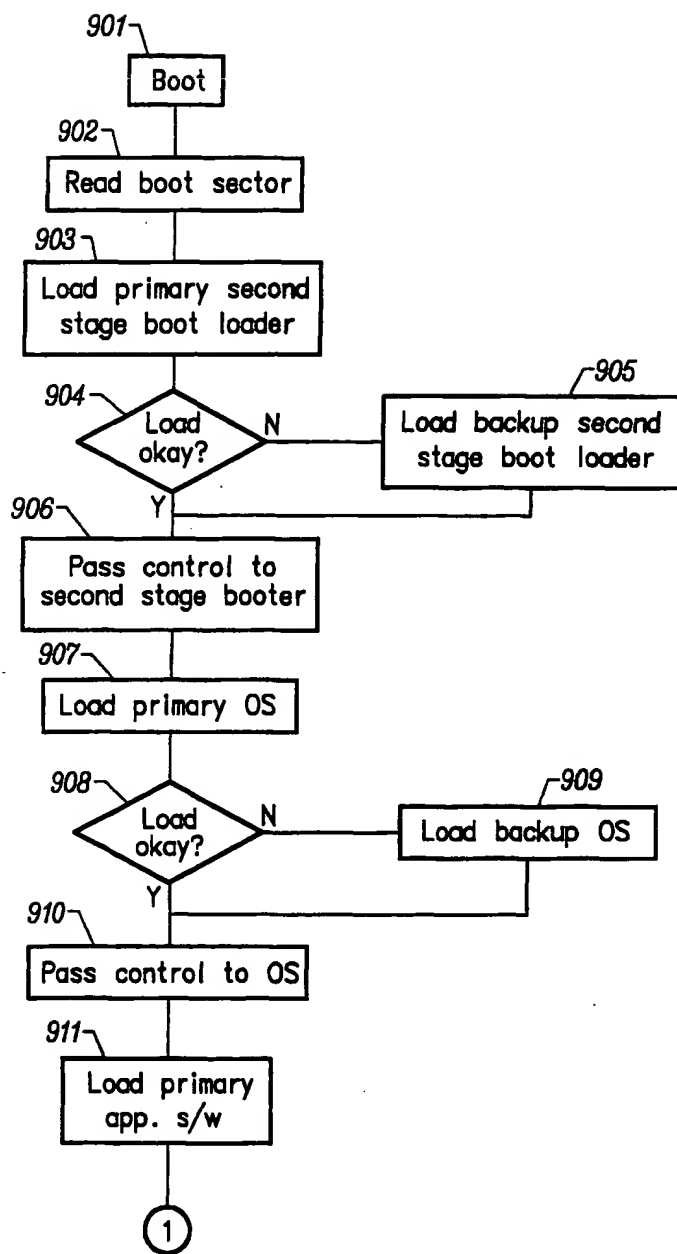 901
Boot
902
Read boot sector
903
Load primary second
stage boot loader
904
Load
okay?
N
Y
905
Load backup second
stage boot loader
906
Pass control to
second stage booter
907
Load primary OS
908
Load
okay?
N
Y
909
Load backup OS
910
Pass control to OS
911
Load primary
app. s/w
1